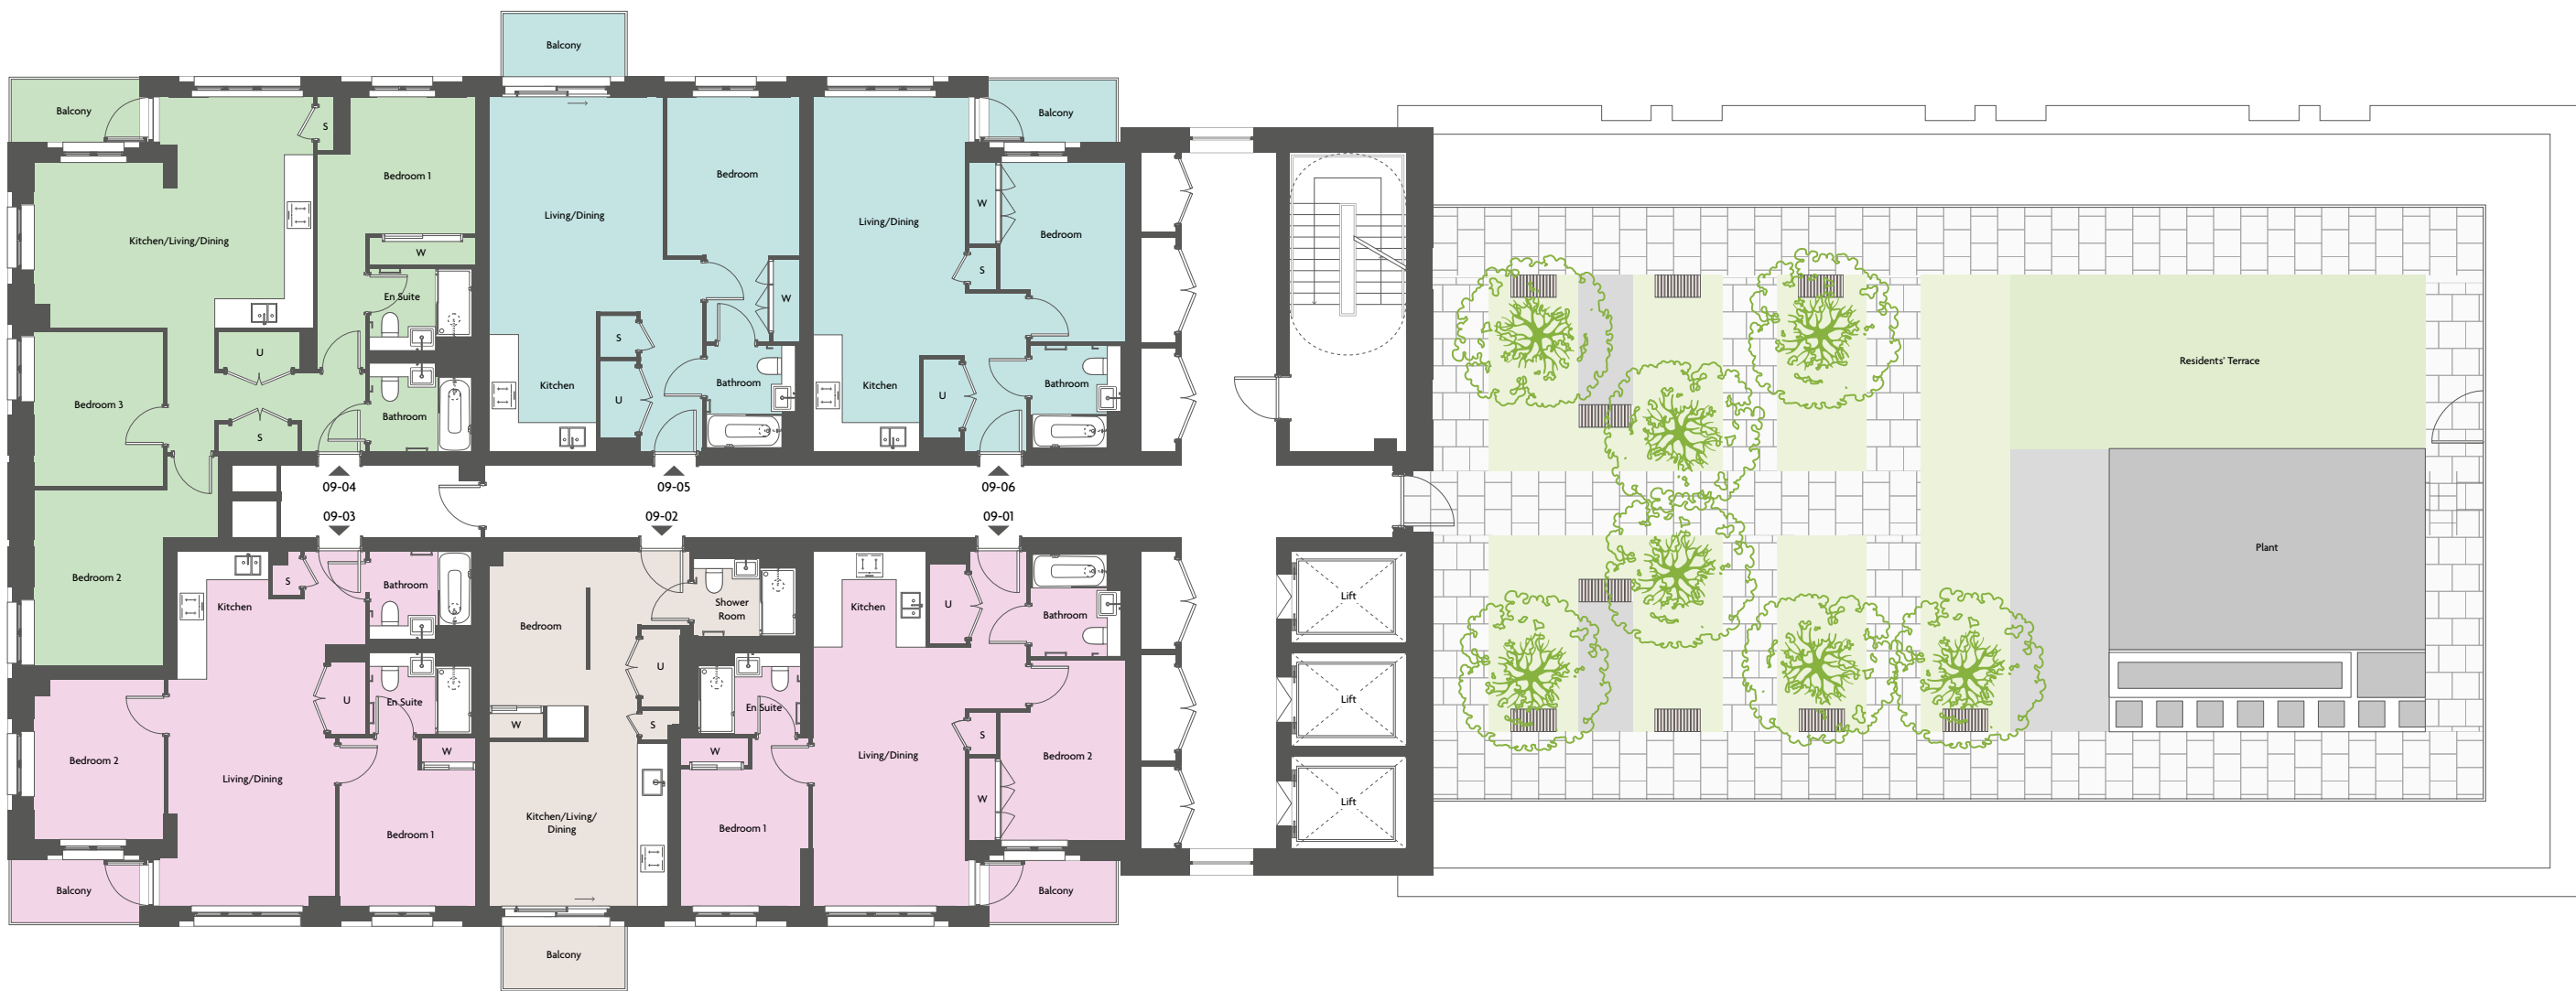 Balcony
Balcony
S
Bedroom 1
Kitchen/Living/Dining
W
En Suite
U
Bedroom 3
Bathroom
S
Bedroom 2
Living/Dining
Bedroom
W
S
Kitchen
U
Bathroom
Balcony
Living/Dining
W
Bedroom
S
Kitchen
U
Bathroom
09-04
09-05
09-06
09-03
09-02
09-01
S
Bathroom
Kitchen
U
En Suite
W
Bedroom 2
Living/Dining
Bedroom 1
Balcony
Bedroom
Shower
Room
U
W
S
Kitchen/Living/
Dining
Balcony
En Suite
W
Bedroom 1
Kitchen
U
Bathroom
Living/Dining
S
W
Bedroom 2
Balcony
Lift
Lift
Lift
Residents' Terrace
Plant